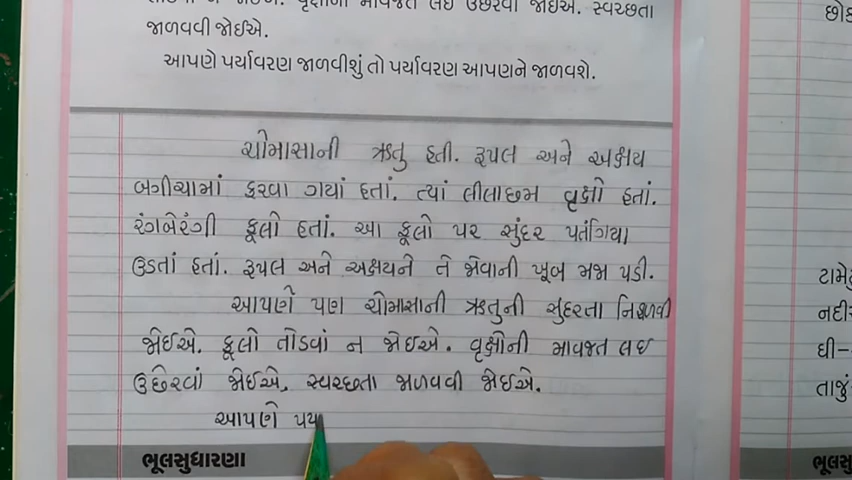 જાળવવી જોઈએ.
આપણે પર્યાવરણ જાળવીશું તો પર્યાવરણ આપણને જાળવશે.
ચોમાસાની ઋતુ હતી. રૂપલ અને અક્ષય
બગીચામાં ફરવા ગયાં હતાં. ત્યાં લીલાછમ વૃક્ષો હતાં.
રંગબેરંગી ફૂલો હતાં. આ ફૂલો પર સુંદર પતંગિયા
ઉડતાં હતાં. રૂપલ અને અક્ષયને તે જોવાની ખૂબ મજા પડી.
આપણે પણ ચોમાસાની ઋતુની સુંદરતા નિહાળવી
જોઈએ. ફૂલો તોડવાં ન જોઈએ. વૃક્ષોની માવજત લઇ
ઉછેરવાં જોઈએ, સ્વચ્છતા જાળવવી જોઈએ.
આપણે પય
ભૂલસુધારણા
નદી
ઘી-
તાજું
ભૂલસુ